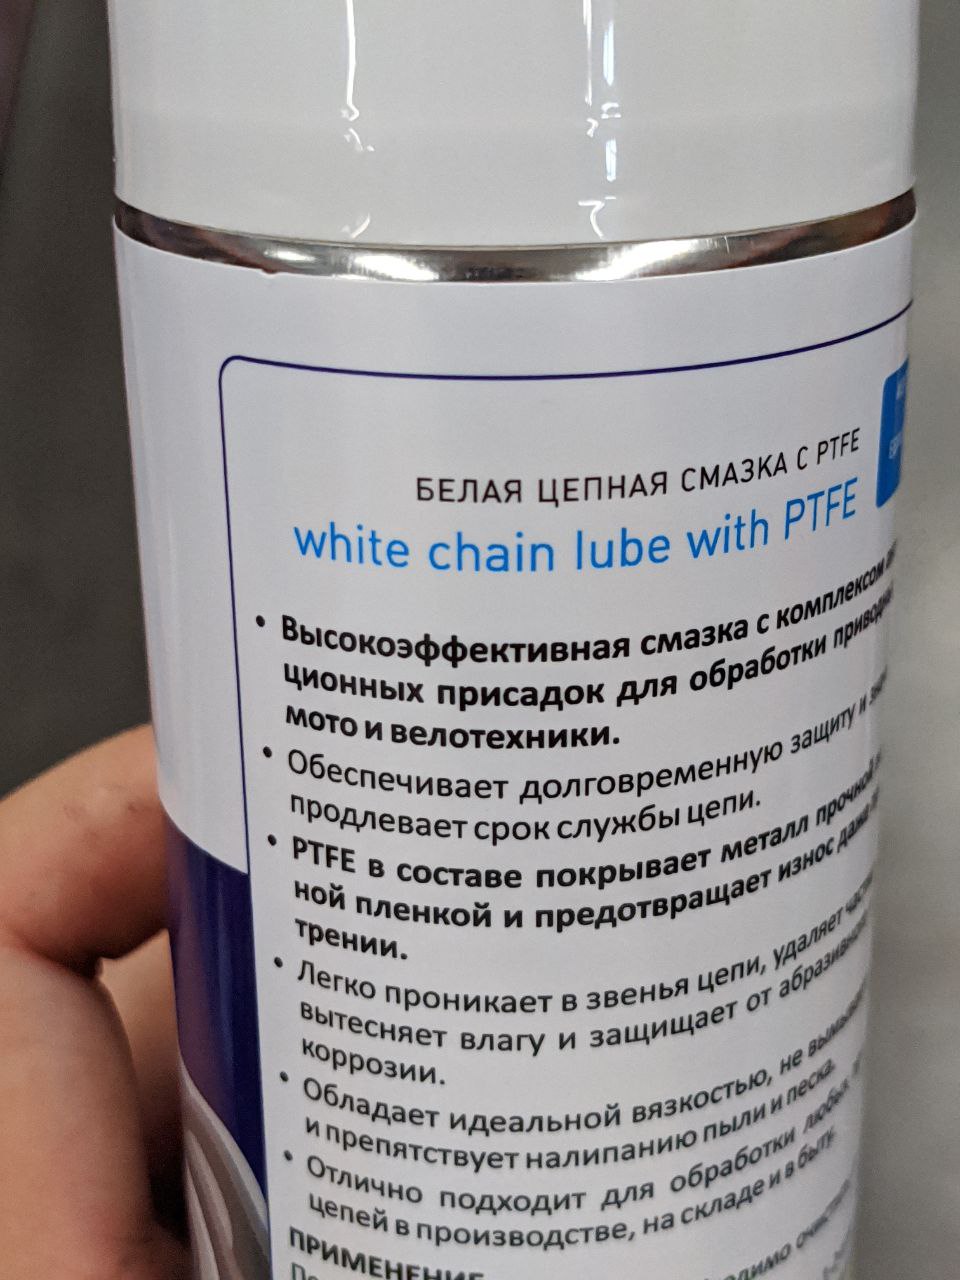 БЕЛАЯ ЦЕПНАЯ СМАЗКА С PTFE
white chain lube with PTFE
• Высокоэффективная смазка с комплексом
ционных присадок для обработки
мото и велотехники.
• Обеспечивает долговременную защиту и
продлевает срок службы цепи.
• PTFE в составе покрывает металл прочной
ной пленкой и предотвращает износ даже
трении.
• Легко проникает в звенья цепи, удаляет
вытесняет влагу и защищает от
коррозии.
• Обладает идеальной вязкостью, не
и препятствует налипанию пыли и песка.
• Отлично подходит для обработки любых
цепей в производстве, на складе и в быту.
ПРИМЕНЕНИЕ